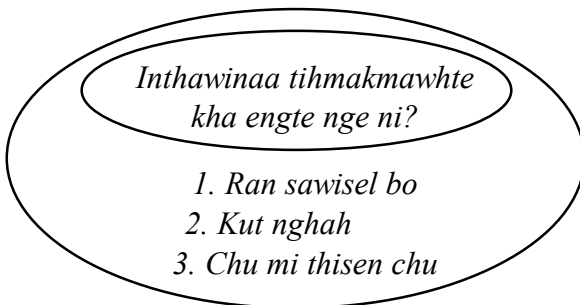 Inthawinaa tihmakmawhte
kha engte nge ni?
1. Ran sawisel bo
2. Kut nghah
3. Chu mi thisen chu